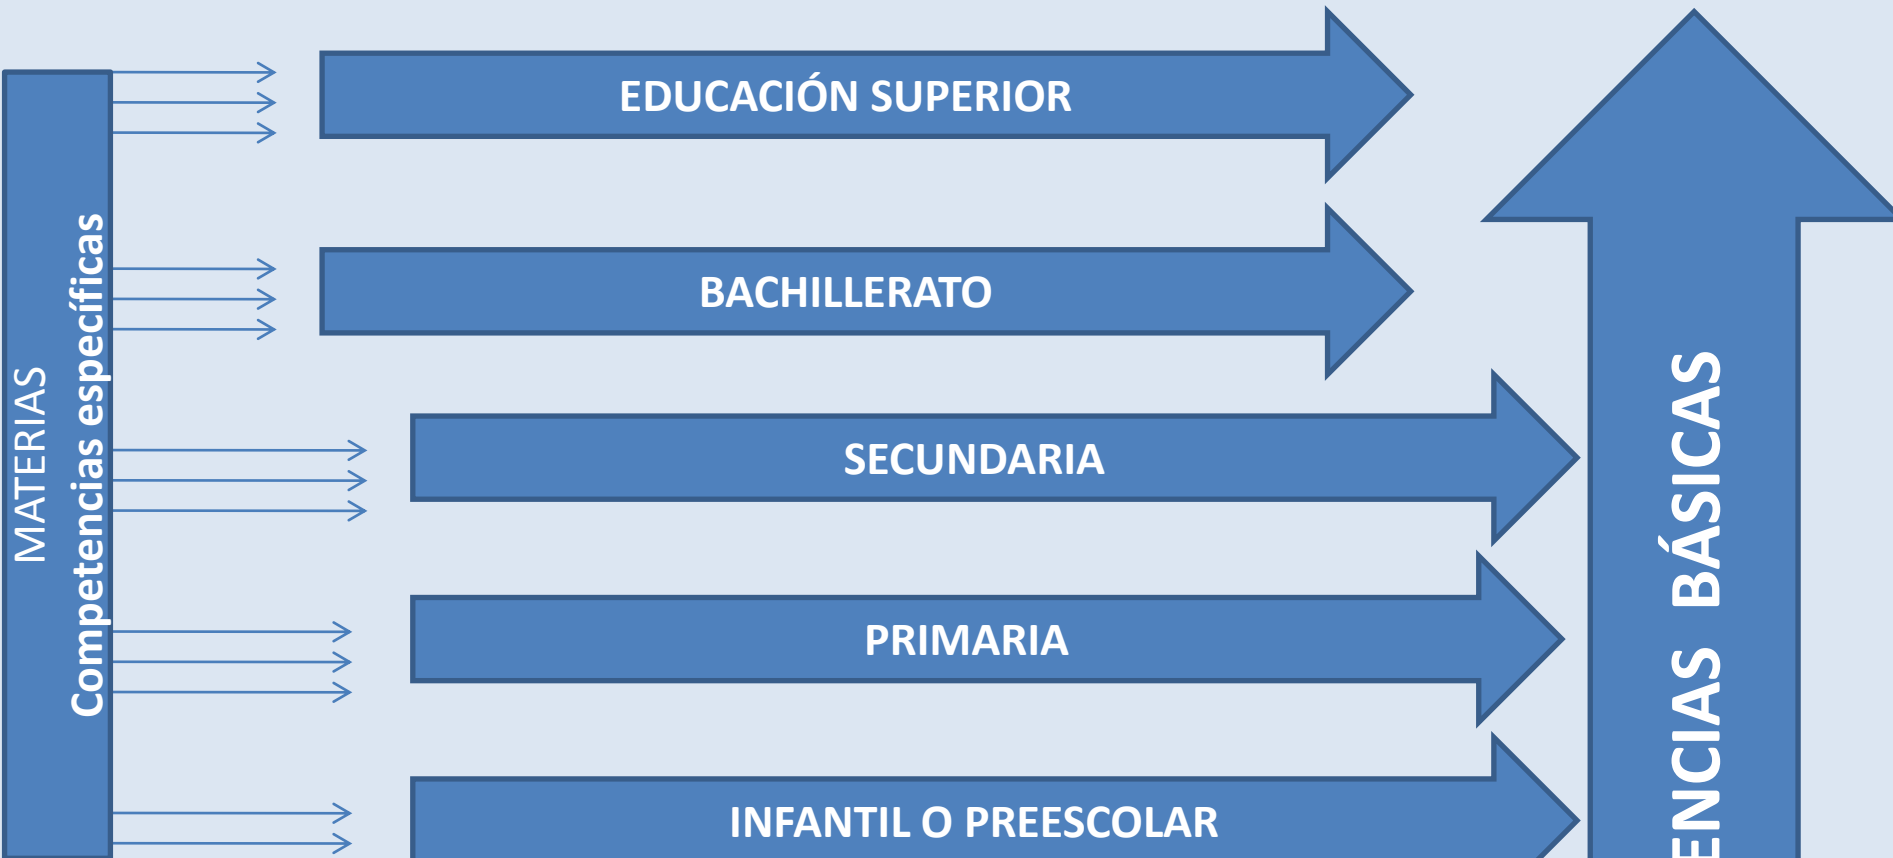 EDUCACIÓN SUPERIOR
BACHILLERATO
MATERIAS
Competencias específicas
SECUNDARIA
PRIMARIA
INFANTIL O PREESCOLAR
ENCIAS BÁSICAS